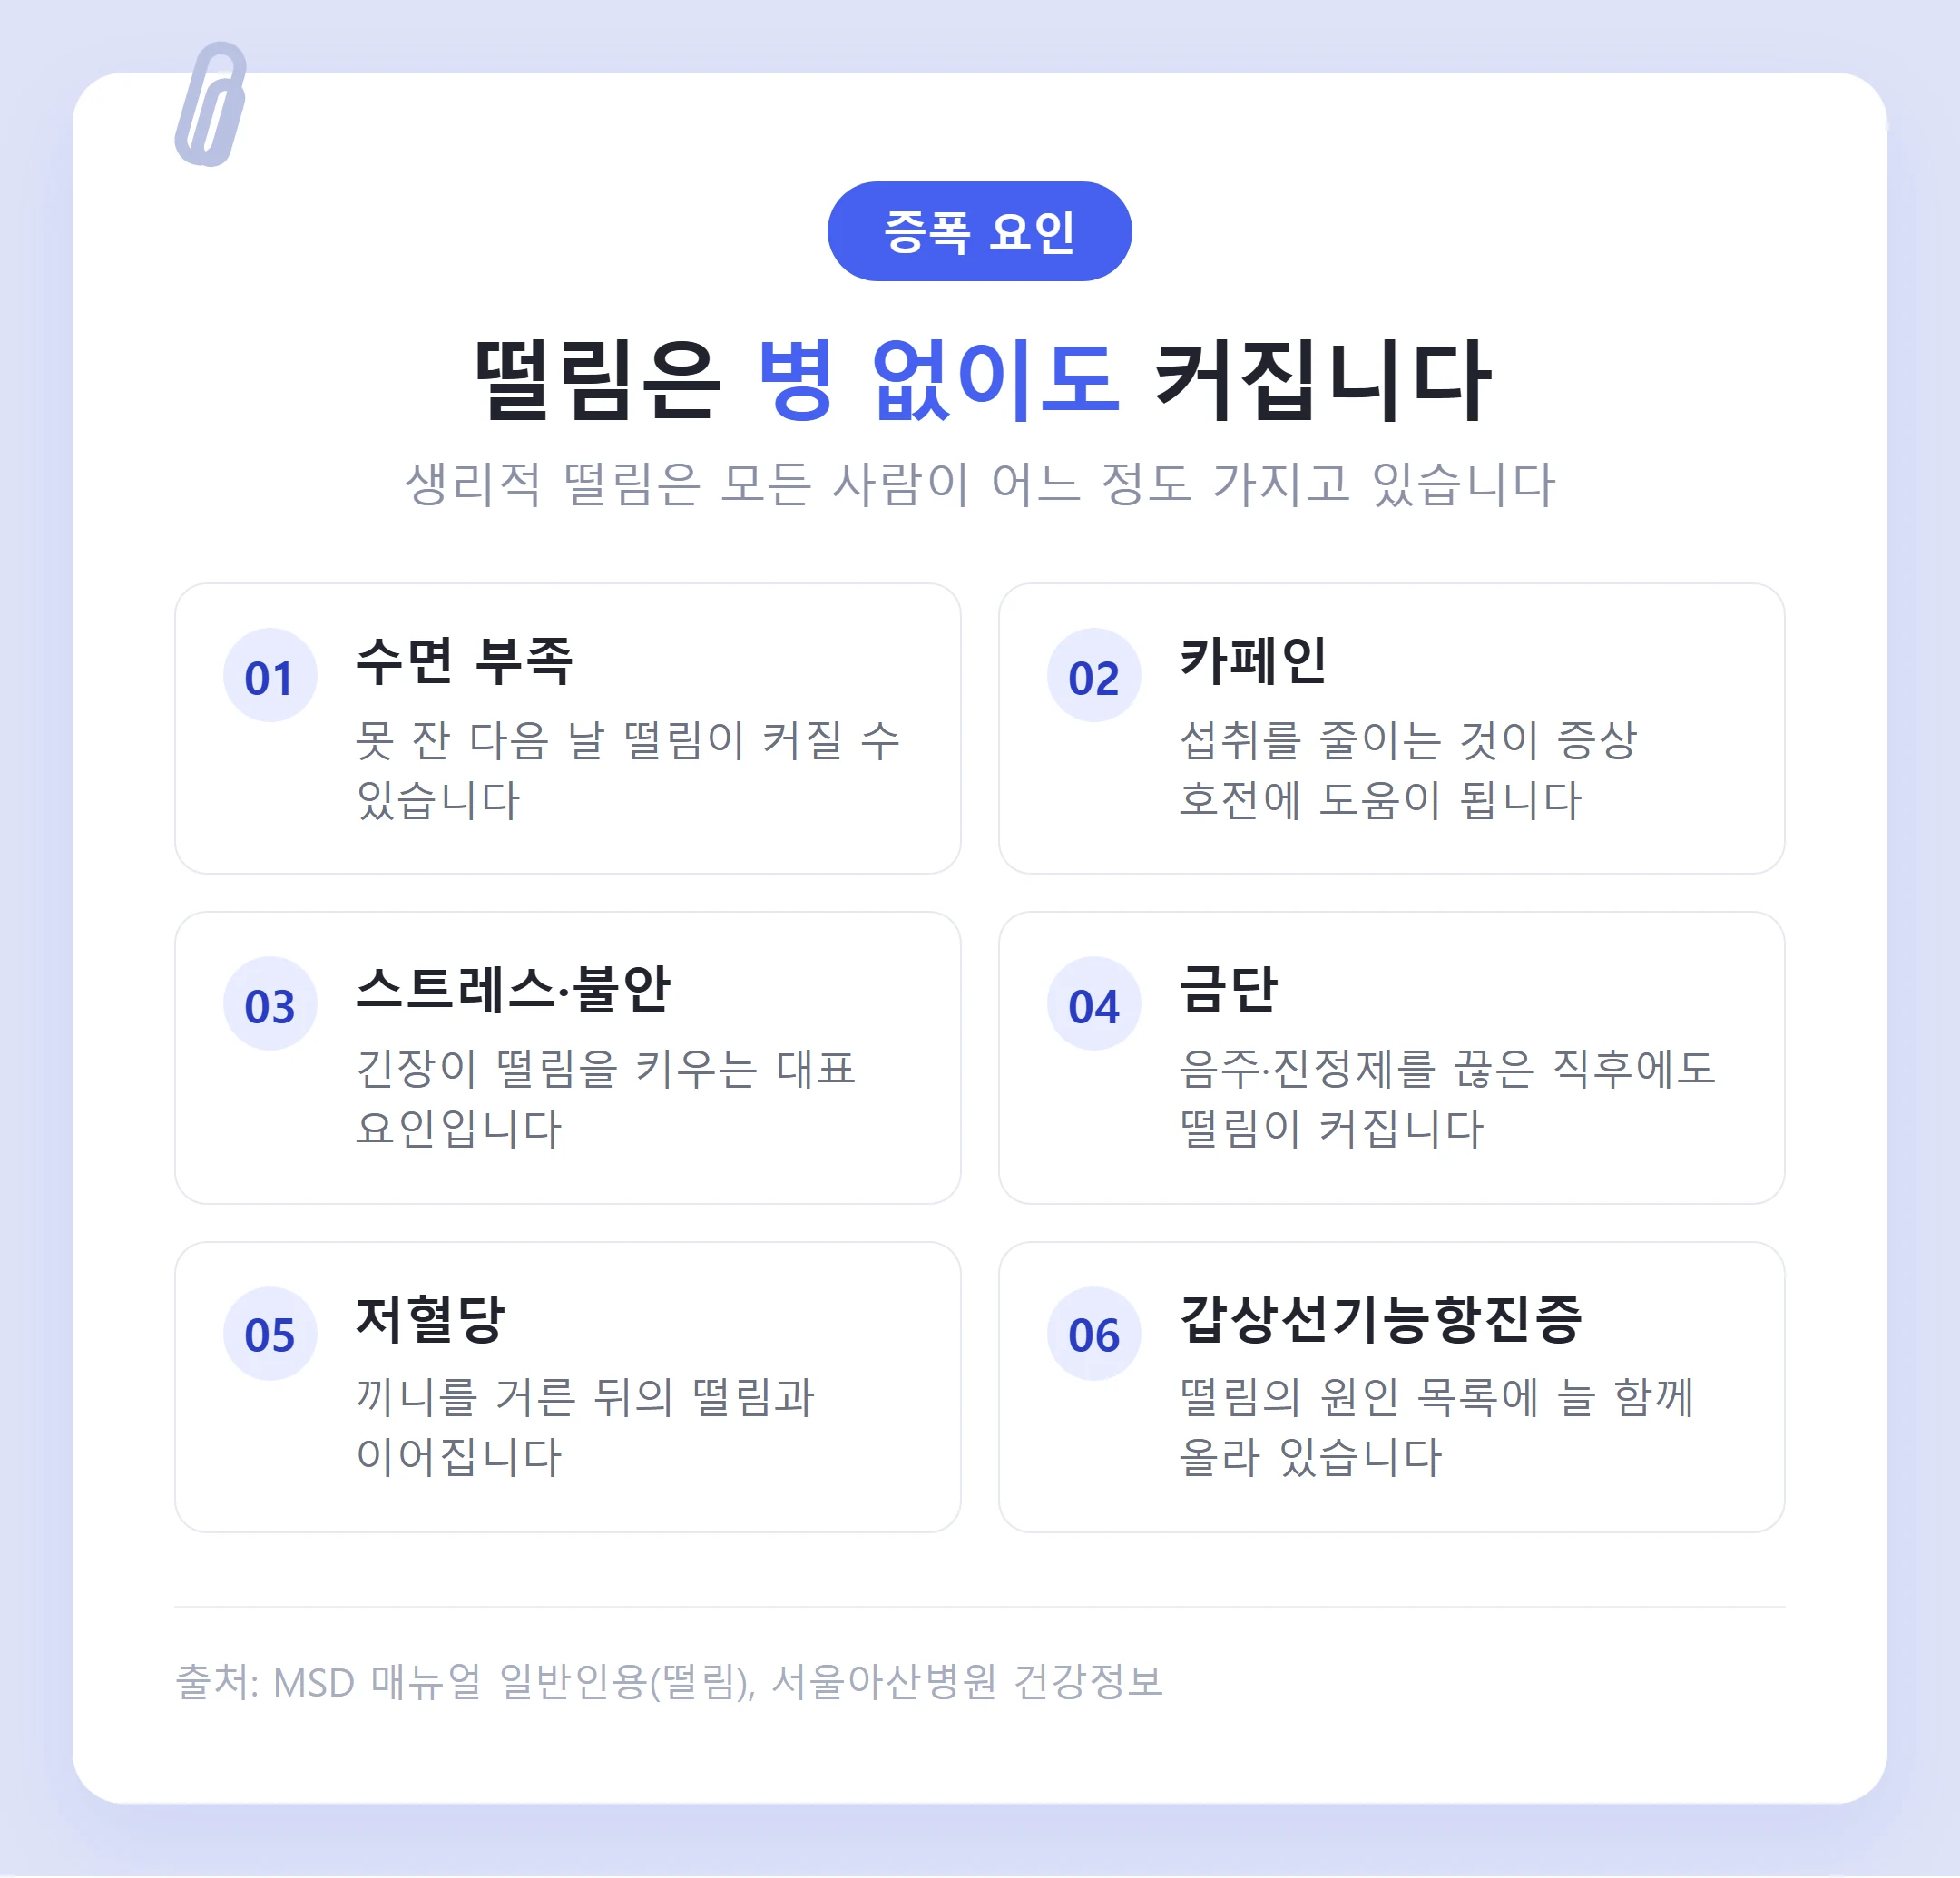 증폭 요인
떨림은 병 없이도 커집니다
생리적 떨림은 모든 사람이 어느 정도 가지고 있습니다
01
수면 부족
못 잔 다음 날 떨림이 커질 수
있습니다
02
카페인
섭취를 줄이는 것이 증상
호전에 도움이 됩니다
03
스트레스·불안
긴장이 떨림을 키우는 대표
요인입니다
04
금단
음주·진정제를 끊은 직후에도
떨림이 커집니다
05
저혈당
끼니를 거른 뒤의 떨림과
이어집니다
06
갑상선기능항진증
떨림의 원인 목록에 늘 함께
올라 있습니다
출처: MSD 매뉴얼 일반인용(떨림), 서울아산병원 건강정보